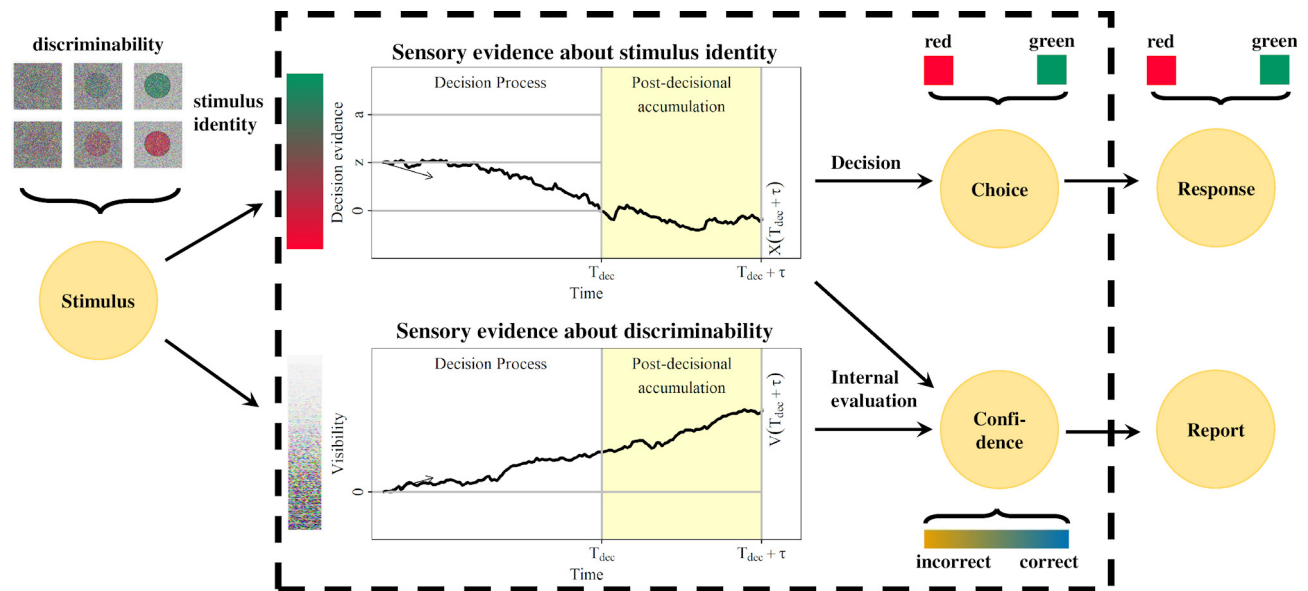 discriminability
stimulus
identity
Stimulus
Sensory evidence about stimulus identity
Decision Process
Post-decisional
accumulation
Decision evidence
a
z
0
X(T_dec + τ)
T_dec
T_dec + τ
Time
Sensory evidence about discriminability
Decision Process
Post-decisional
accumulation
Visibility
0
V(T_dec + τ)
T_dec
T_dec + τ
Time
Decision
Internal
evaluation
red
green
Choice
Confi-
dence
incorrect
correct
red
green
Response
Report